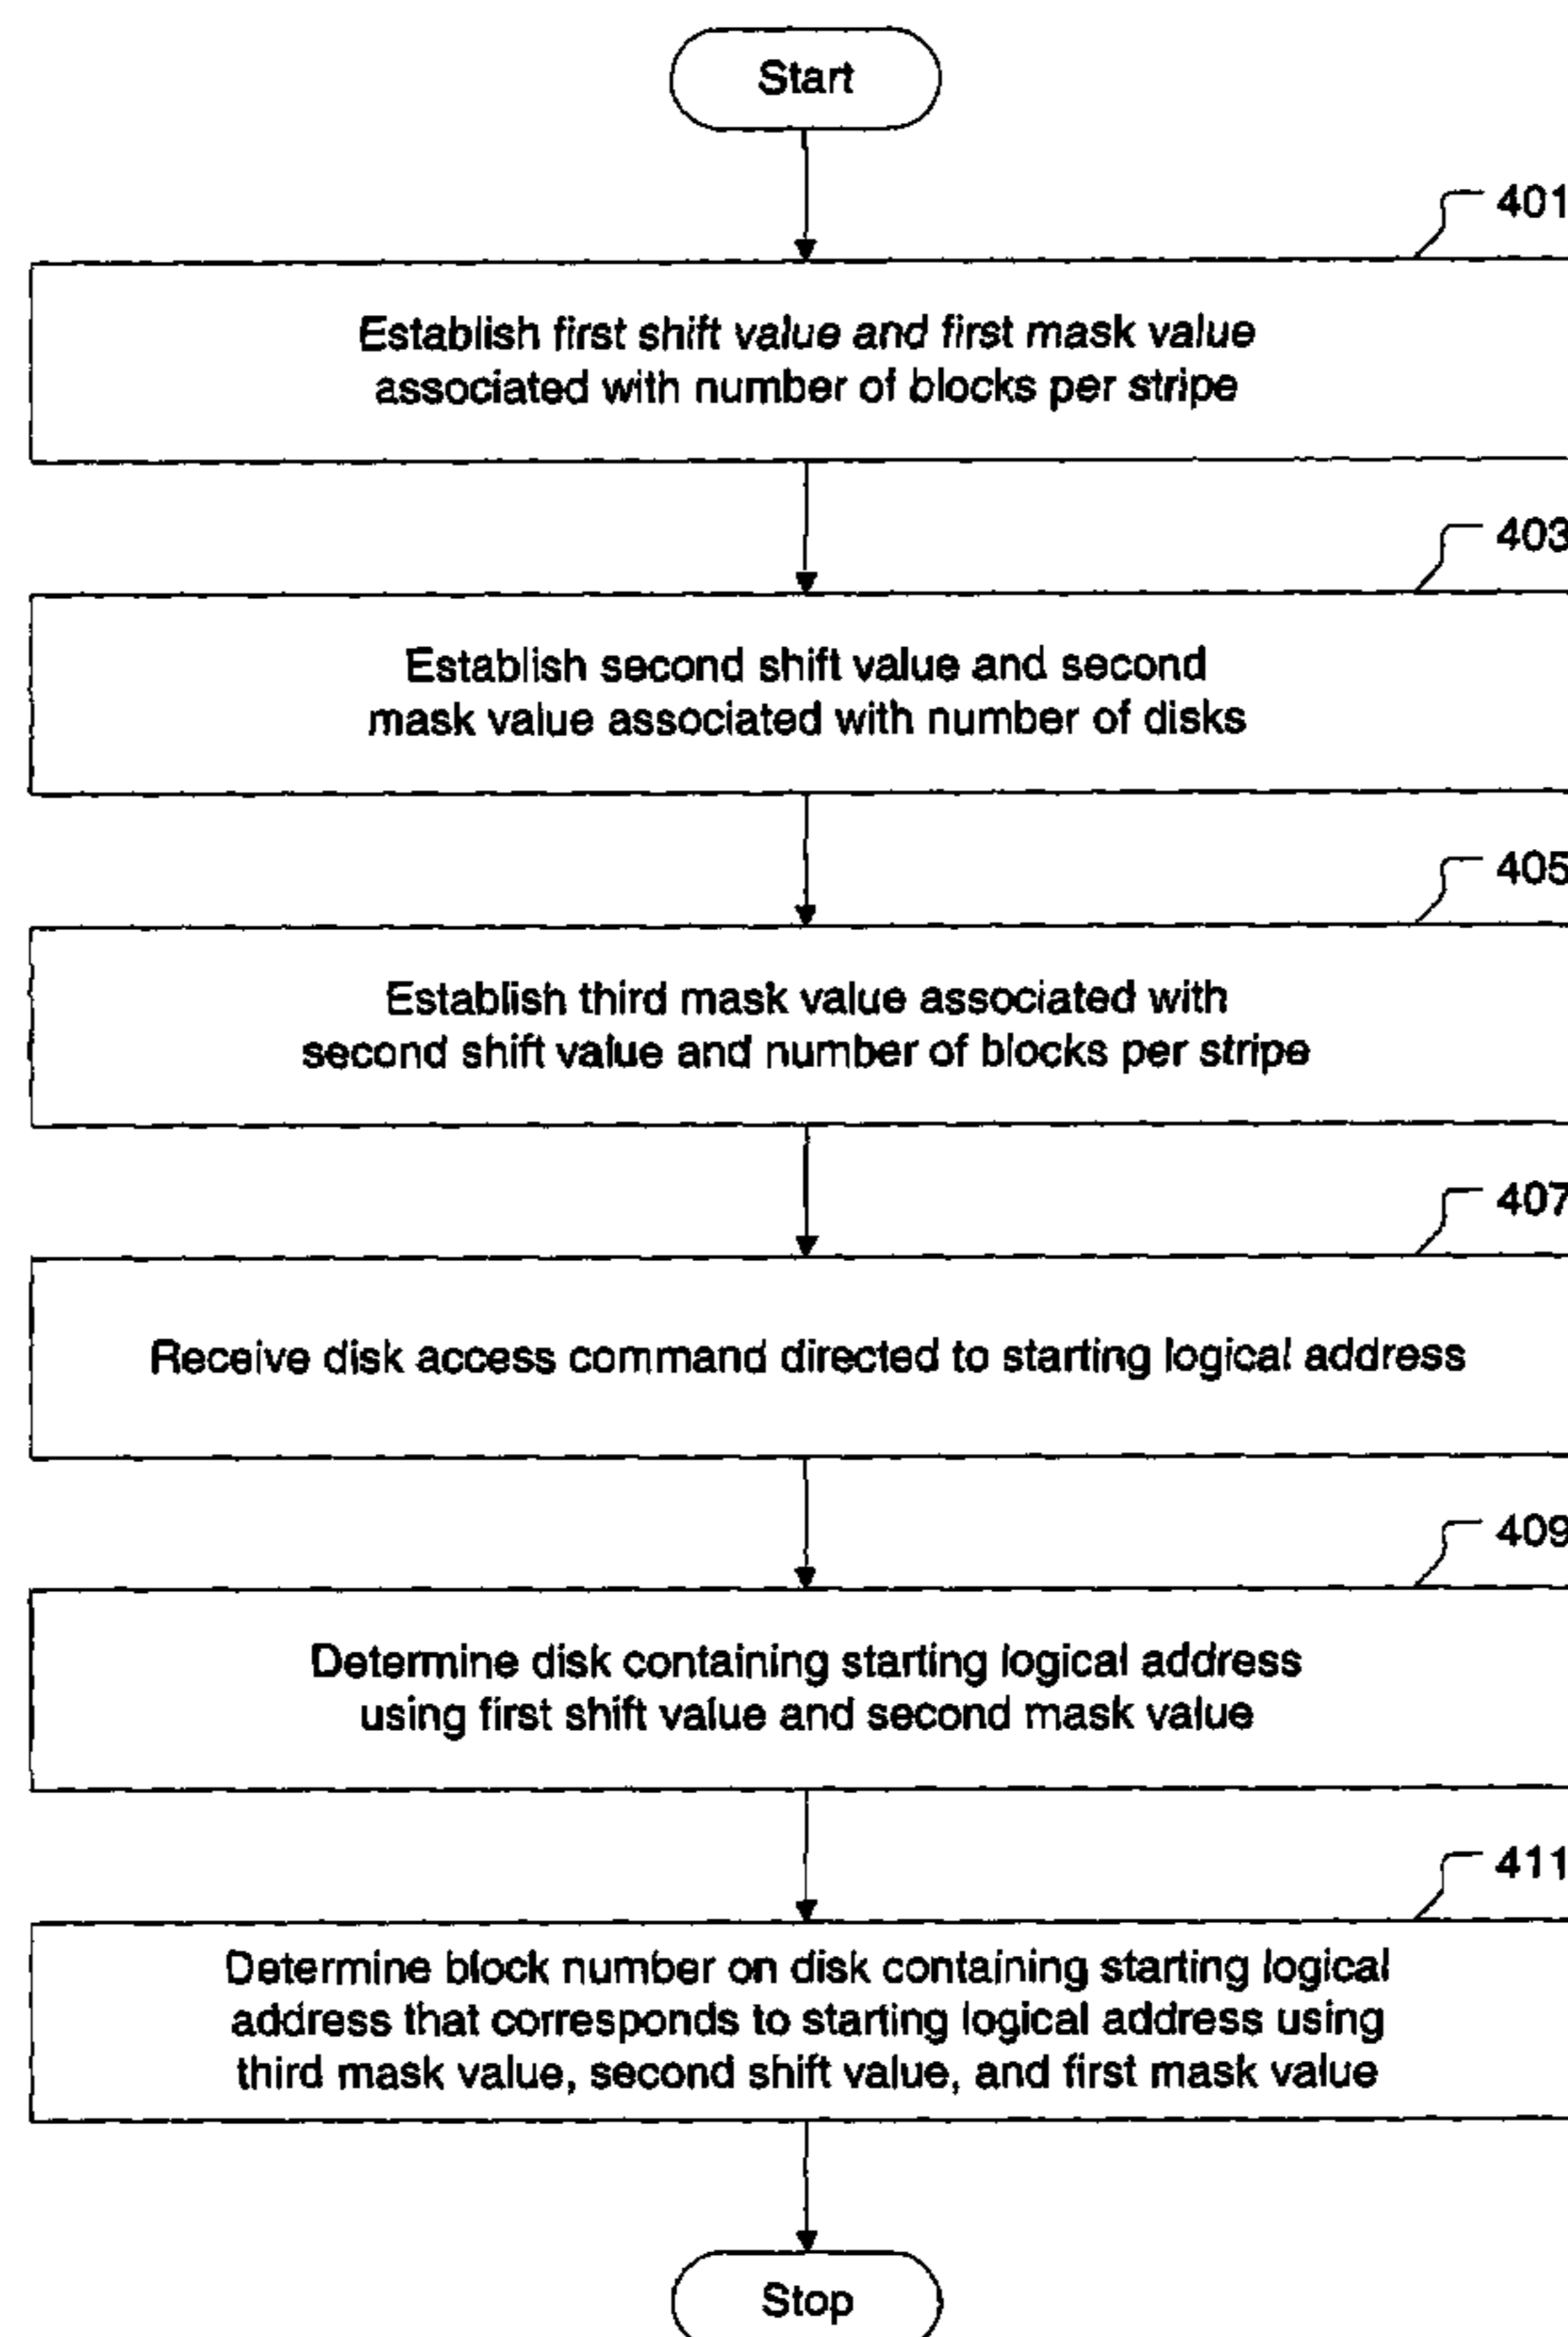 Start
401
Establish first shift value and first mask value
associated with number of blocks per stripe
403
Establish second shift value and second
mask value associated with number of disks
405
Establish third mask value associated with
second shift value and number of blocks per stripe
407
Receive disk access command directed to starting logical address
409
Determine disk containing starting logical address
using first shift value and second mask value
411
Determine block number on disk containing starting logical
address that corresponds to starting logical address using
third mask value, second shift value, and first mask value
Stop